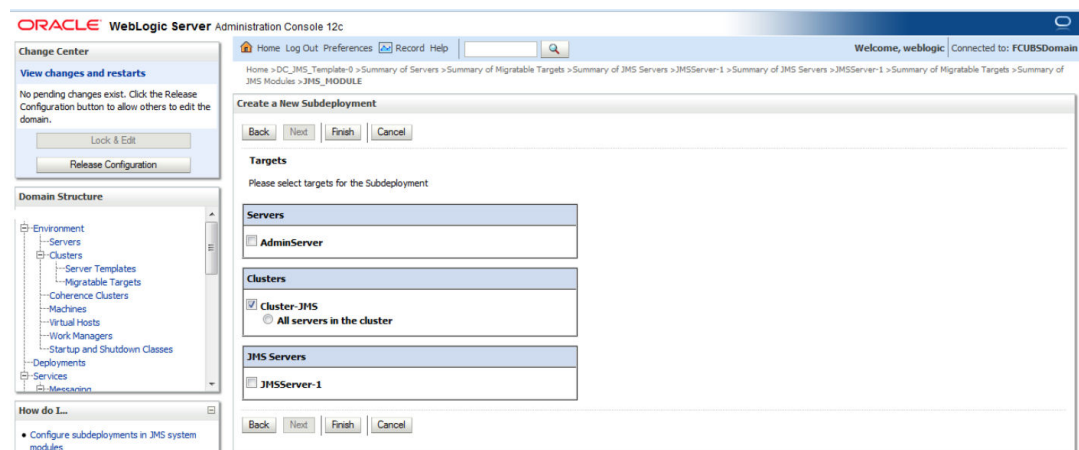 ORACLE WebLogic Server Administration Console 12c
Change Center
View changes and restarts
No pending changes exist. Click the Release
Configuration button to allow others to edit the
domain.
Lock & Edit
Release Configuration
Domain Structure
Environment
Servers
Clusters
Server Templates
Migratable Targets
Coherence Clusters
Machines
Virtual Hosts
Work Managers
Startup and Shutdown Classes
Deployments
Services
Messaging
How do I...
Configure subdeployments in JMS system
modules
Home Log Out Preferences Record Help
Welcome, weblogic Connected to: FCUBSDomain
Home >DC_JMS_Template-0 >Summary of Servers >Summary of Migratable Targets >Summary of JMS Servers >JMSServer-1 >Summary of JMS Servers >JMSServer-1 >Summary of Migratable Targets >Summary of
JMS Modules >JMS_MODULE
Create a New Subdeployment
Back Next Finish Cancel
Targets
Please select targets for the Subdeployment
Servers
AdminServer
Clusters
Cluster-JMS
All servers in the cluster
JMS Servers
JMSServer-1
Back Next Finish Cancel